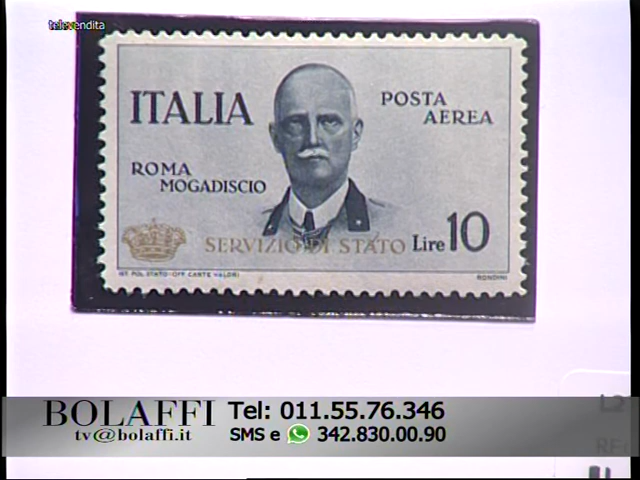 televendita
ITALIA
POSTA
AEREA
ROMA
MOGADISCIO
SERVIZIO DI STATO
Lire 10
IST. POL. STATO-OFF. CARTE VALORI
RONDINI
BOLAFFI
tv@bolaffi.it
Tel: 011.55.76.346
SMS e 342.830.00.90